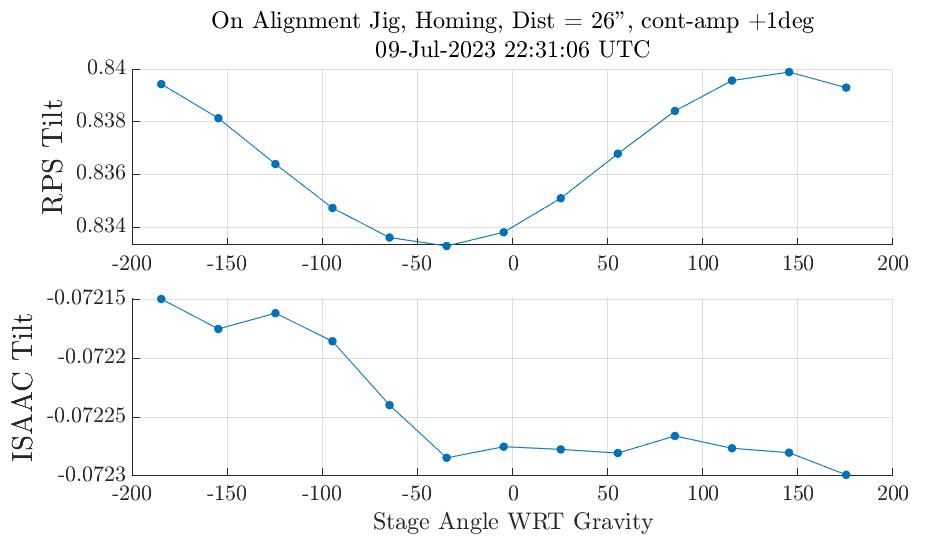 On Alignment Jig, Homing, Dist = 26”, cont-amp +1deg
09-Jul-2023 22:31:06 UTC
0.84
0.838
0.836
0.834
RPS Tilt
-200 -150 -100 -50 0 50 100 150 200
-0.07215
-0.0722
-0.07225
-0.0723
ISAAC Tilt
-200 -150 -100 -50 0 50 100 150 200
Stage Angle WRT Gravity